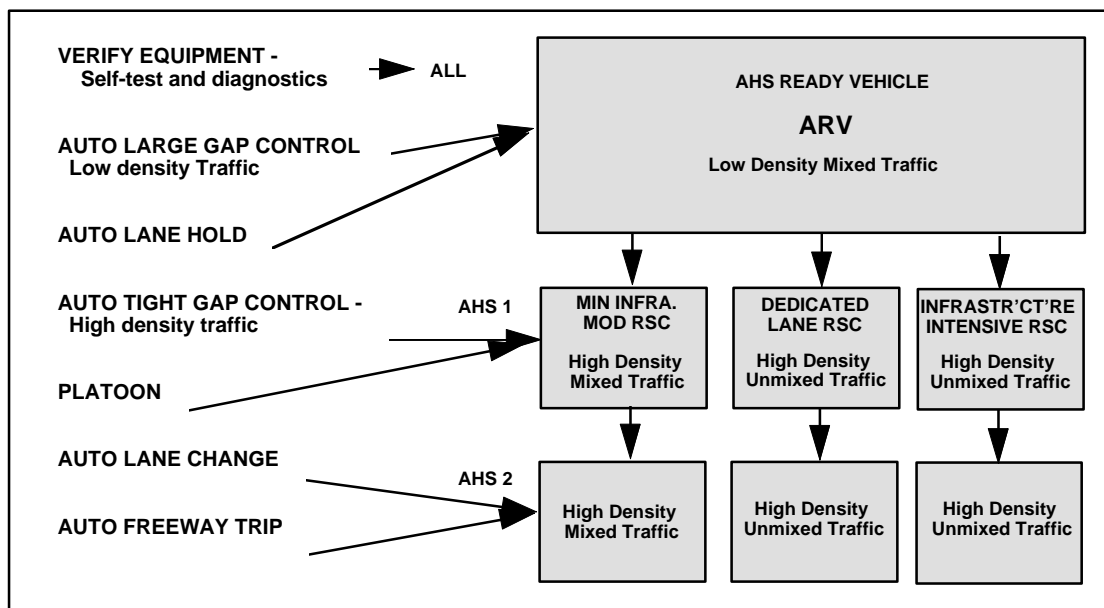 VERIFY EQUIPMENT -
Self-test and diagnostics
ALL
AUTO LARGE GAP CONTROL
Low density Traffic
AUTO LANE HOLD
AUTO TIGHT GAP CONTROL -
High density traffic
PLATOON
AUTO LANE CHANGE
AUTO FREEWAY TRIP
AHS 1
AHS 2
AHS READY VEHICLE
ARV
Low Density Mixed Traffic
MIN INFRA.
MOD RSC
High Density
Mixed Traffic
DEDICATED
LANE RSC
High Density
Unmixed Traffic
INFRASTR'CT'RE
INTENSIVE RSC
High Density
Unmixed Traffic
High Density
Mixed Traffic
High Density
Unmixed Traffic
High Density
Unmixed Traffic